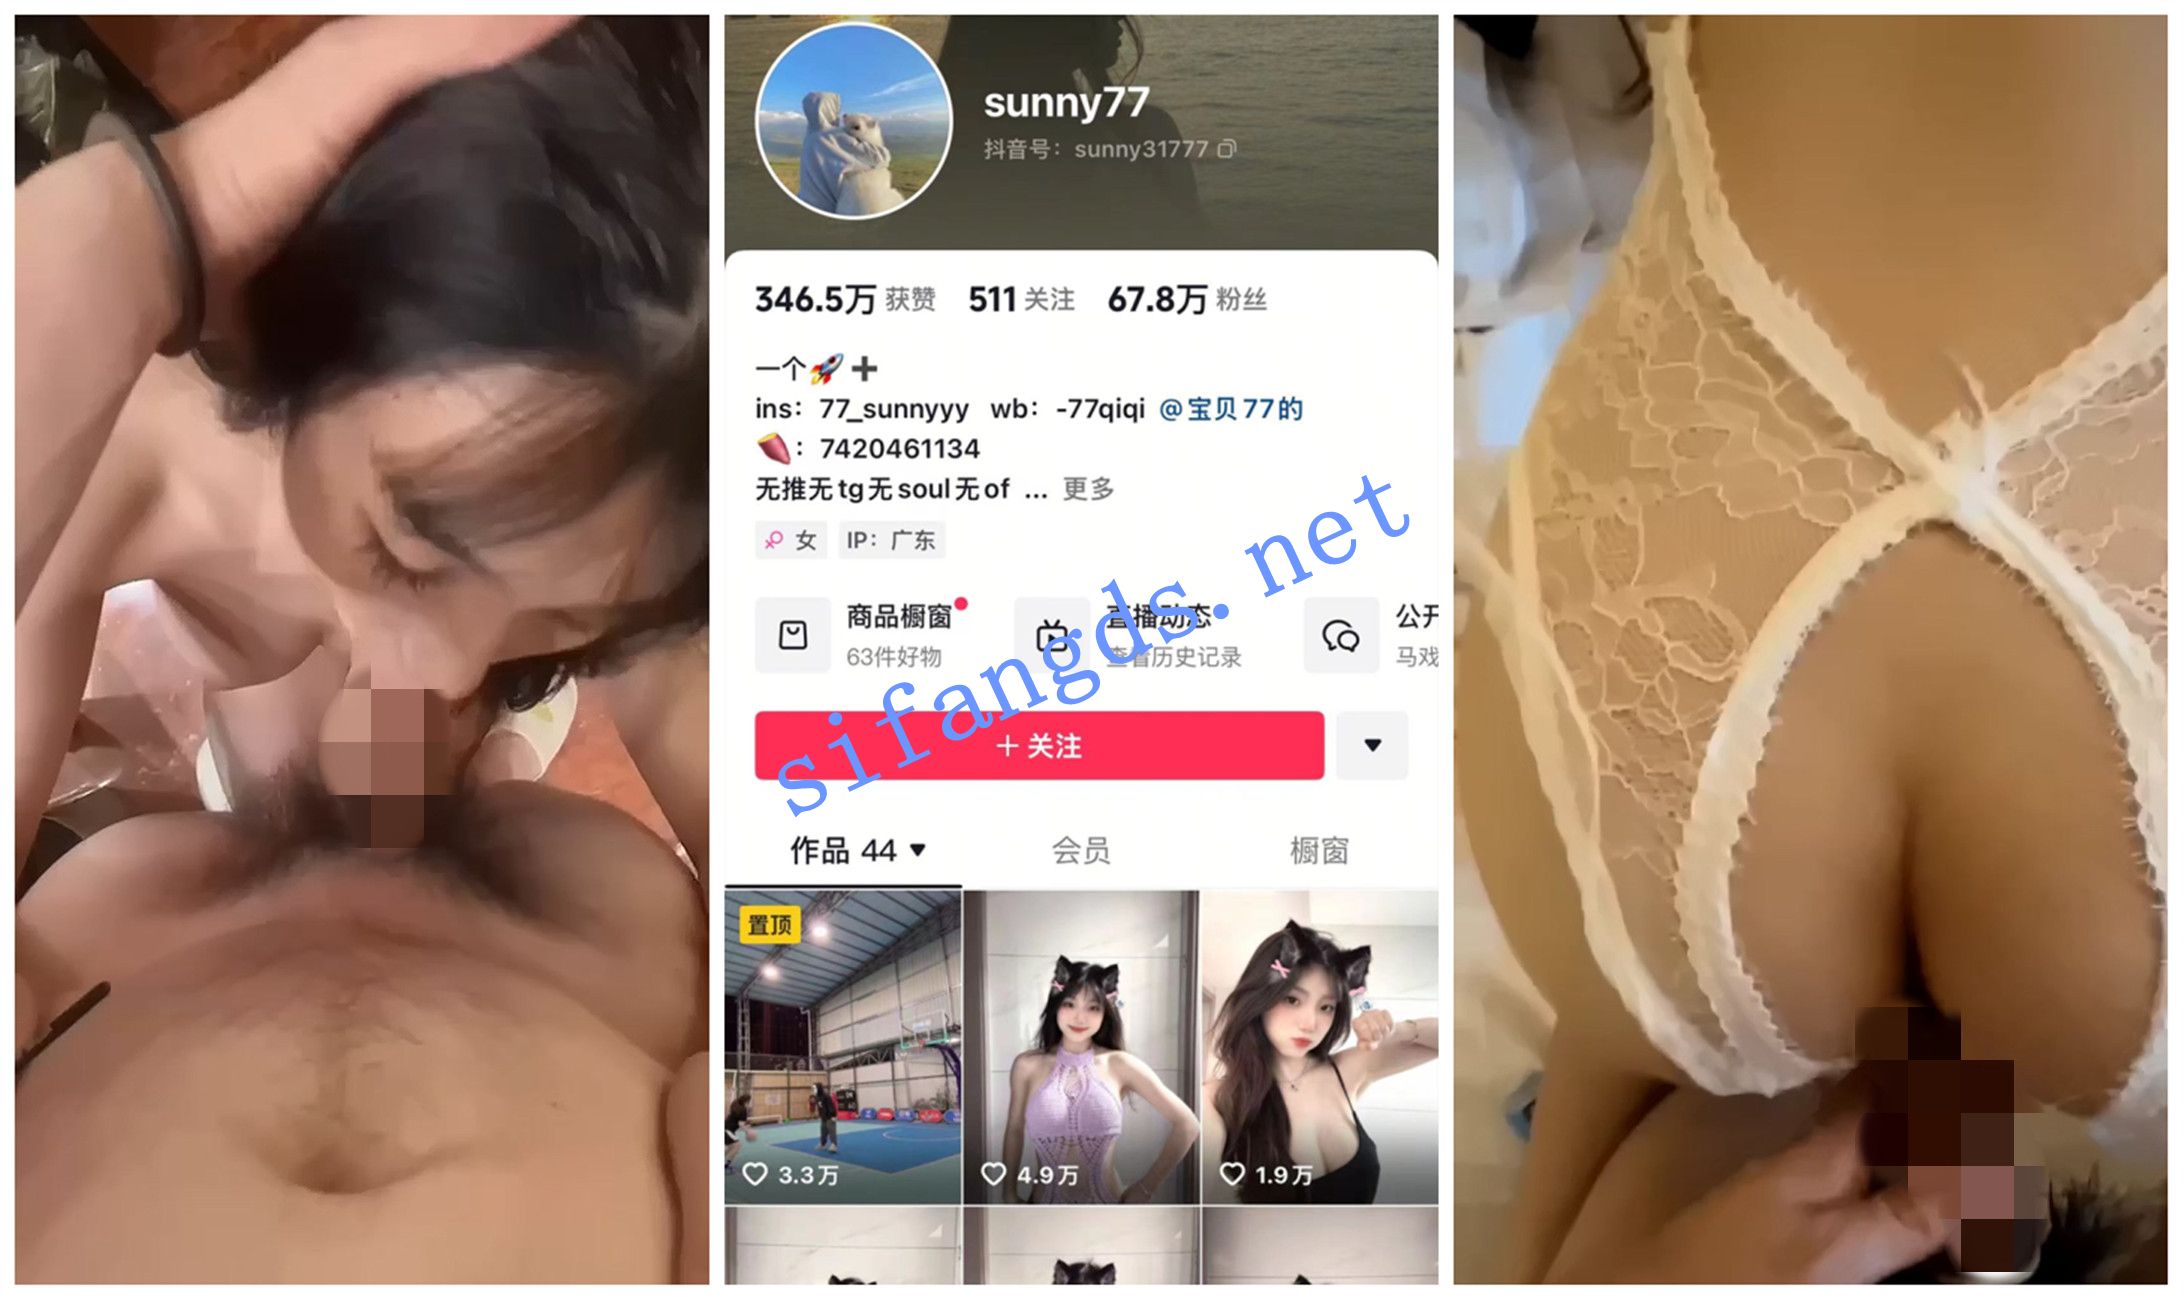 sunny77
抖音号：sunny31777
346.5万 获赞 511 关注 67.8万 粉丝
一个🚀➕
ins：77_sunnyyy wb：-77qiqi @宝贝77的
🍠：7420461134
无推无tg无soul无of ... 更多
女 IP：广东
商品橱窗 直播动态 公开
63件好物 查看历史记录 马戏
sifangds.net
+ 关注
作品 44 会员 橱窗
置顶
3.3万 4.9万 1.9万